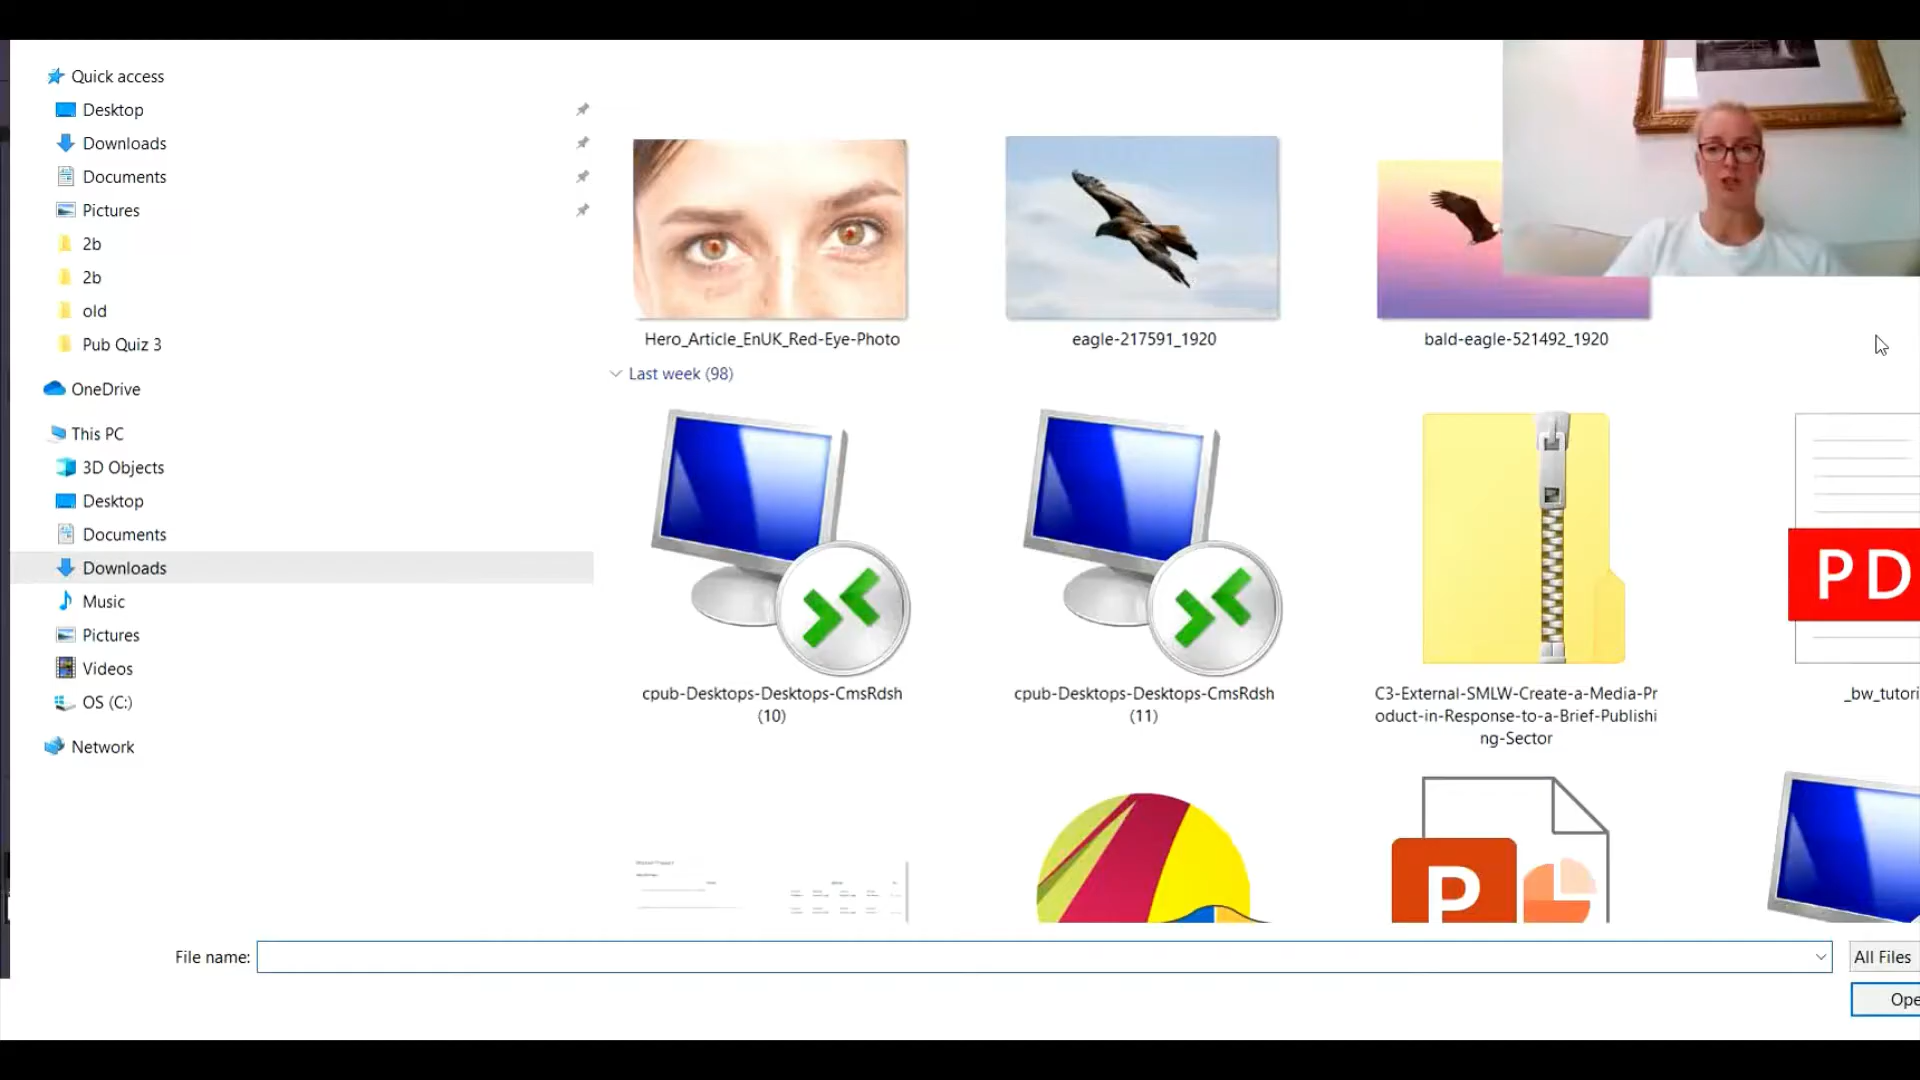 Quick access
Desktop
Downloads
Documents
Pictures
2b
2b
old
Pub Quiz 3
OneDrive
This PC
3D Objects
Desktop
Documents
Downloads
Music
Pictures
Videos
OS (C:)
Network
Hero_Article_EnUK_Red-Eye-Photo
eagle-217591_1920
bald-eagle-521492_1920
Last week (98)
PD
cpub-Desktops-Desktops-CmsRdsh
(10)
cpub-Desktops-Desktops-CmsRdsh
(11)
C3-External-SMLW-Create-a-Media-Pr
oduct-in-Response-to-a-Brief-Publishi
ng-Sector
_bw_tutori
P
File name:
All Files
Ope